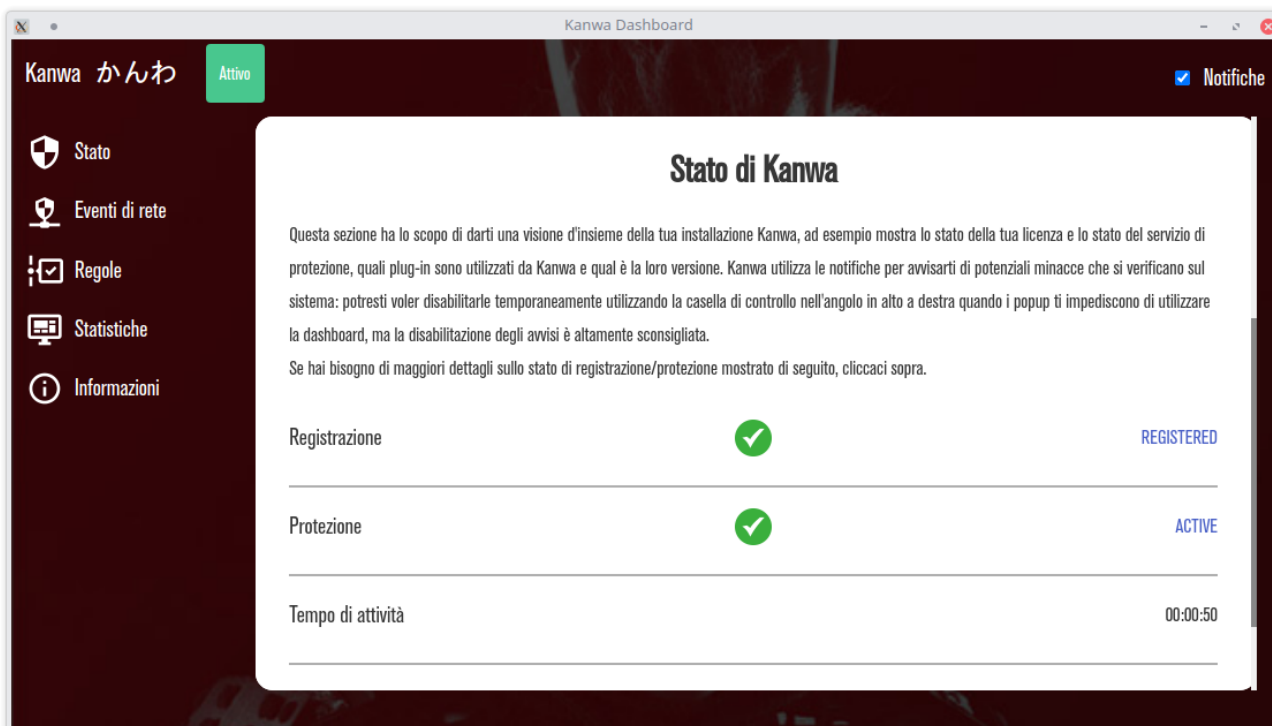 Kanwa Dashboard
Kanwa かんわ
Attivo
Notifiche
Stato
Eventi di rete
Regole
Statistiche
Informazioni
Stato di Kanwa
Questa sezione ha lo scopo di darti una visione d'insieme della tua installazione Kanwa, ad esempio mostra lo stato della tua licenza e lo stato del servizio di
protezione, quali plug-in sono utilizzati da Kanwa e qual è la loro versione. Kanwa utilizza le notifiche per avvisarti di potenziali minacce che si verificano sul
sistema: potresti voler disabilitarle temporaneamente utilizzando la casella di controllo nell'angolo in alto a destra quando i popup ti impediscono di utilizzare
la dashboard, ma la disabilitazione degli avvisi è altamente sconsigliata.
Se hai bisogno di maggiori dettagli sullo stato di registrazione/protezione mostrato di seguito, cliccaci sopra.
Registrazione REGISTERED
Protezione ACTIVE
Tempo di attività 00:00:50